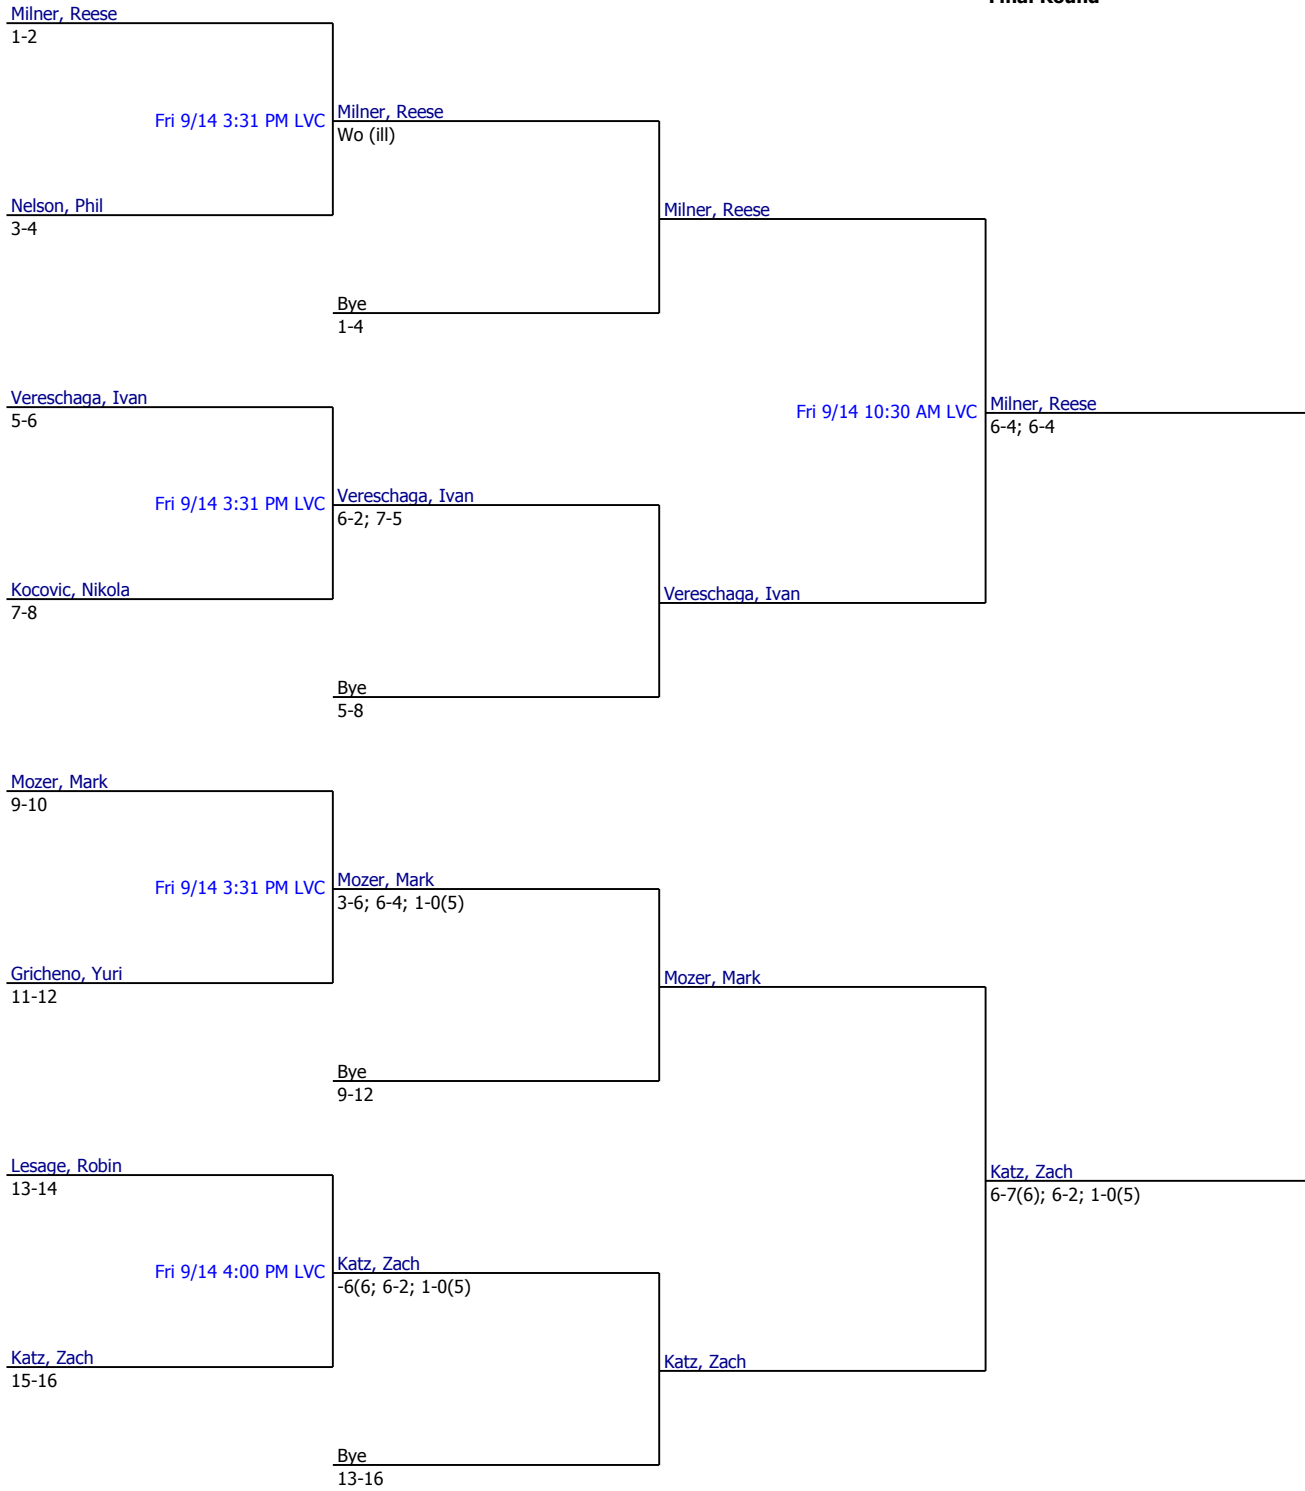 Final Round
Milner, Reese
1-2
Fri 9/14 3:31 PM LVC
Milner, Reese
Wo (ill)
Nelson, Phil
3-4
Milner, Reese
Bye
1-4
Vereschaga, Ivan
5-6
Fri 9/14 10:30 AM LVC
Milner, Reese
6-4; 6-4
Fri 9/14 3:31 PM LVC
Vereschaga, Ivan
6-2; 7-5
Kocovic, Nikola
7-8
Vereschaga, Ivan
Bye
5-8
Mozer, Mark
9-10
Fri 9/14 3:31 PM LVC
Mozer, Mark
3-6; 6-4; 1-0(5)
Gricheno, Yuri
11-12
Mozer, Mark
Bye
9-12
Lesage, Robin
13-14
Katz, Zach
6-7(6); 6-2; 1-0(5)
Fri 9/14 4:00 PM LVC
Katz, Zach
-6(6; 6-2; 1-0(5)
Katz, Zach
15-16
Katz, Zach
Bye
13-16